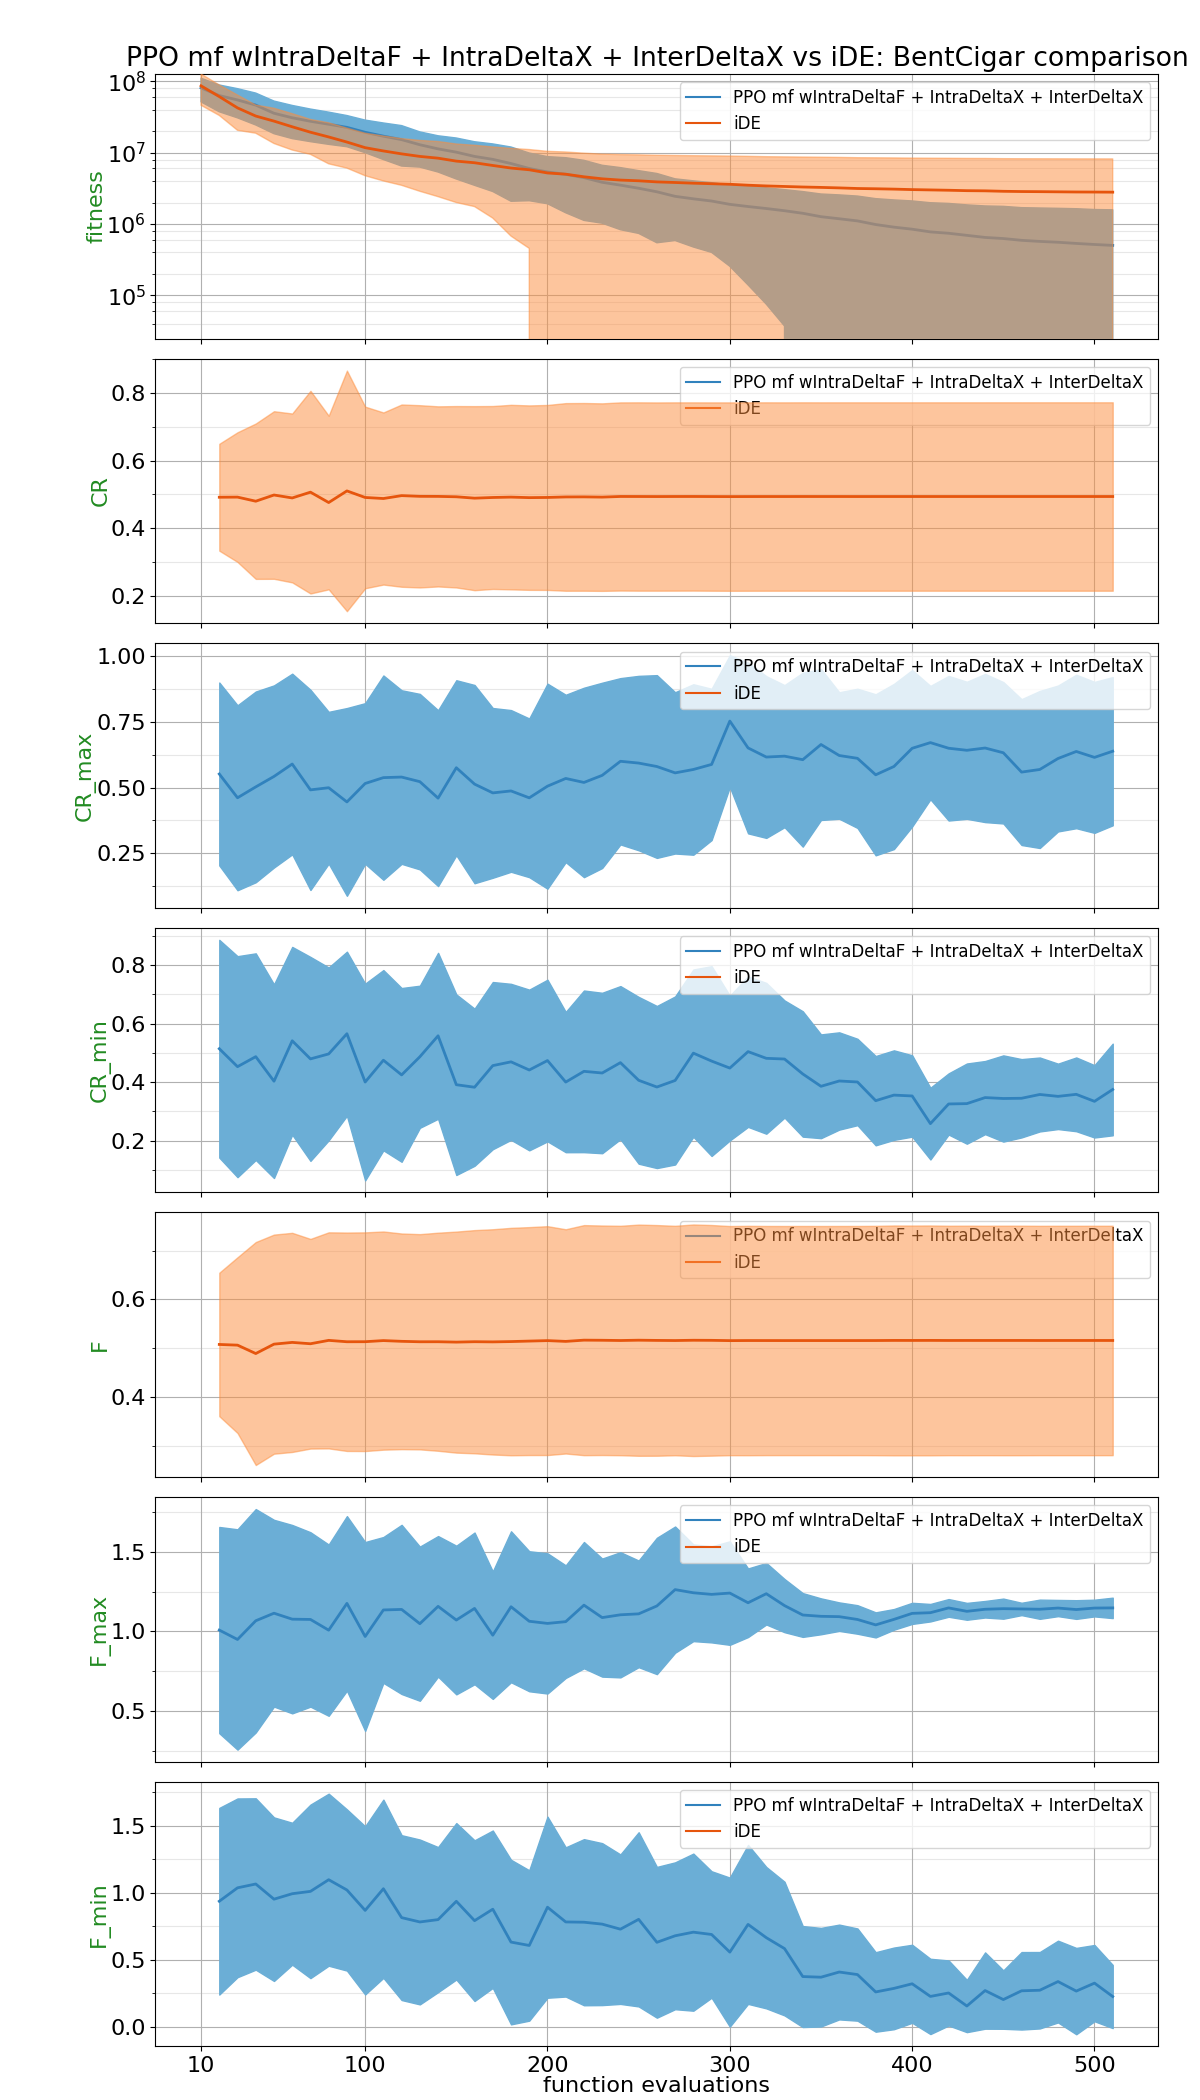 PPO mf wIntraDeltaF + IntraDeltaX + InterDeltaX vs iDE: BentCigar comparison
10⁸
10⁷
10⁶
10⁵
fitness
PPO mf wIntraDeltaF + IntraDeltaX + InterDeltaX
iDE
0.8
0.6
0.4
0.2
CR
PPO mf wIntraDeltaF + IntraDeltaX + InterDeltaX
iDE
1.00
0.75
0.50
0.25
CR_max
PPO mf wIntraDeltaF + IntraDeltaX + InterDeltaX
iDE
0.8
0.6
0.4
0.2
CR_min
PPO mf wIntraDeltaF + IntraDeltaX + InterDeltaX
iDE
0.6
0.4
F
PPO mf wIntraDeltaF + IntraDeltaX + InterDeltaX
iDE
1.5
1.0
0.5
F_max
PPO mf wIntraDeltaF + IntraDeltaX + InterDeltaX
iDE
1.5
1.0
0.5
0.0
F_min
PPO mf wIntraDeltaF + IntraDeltaX + InterDeltaX
iDE
10 100 200 300 400 500
function evaluations